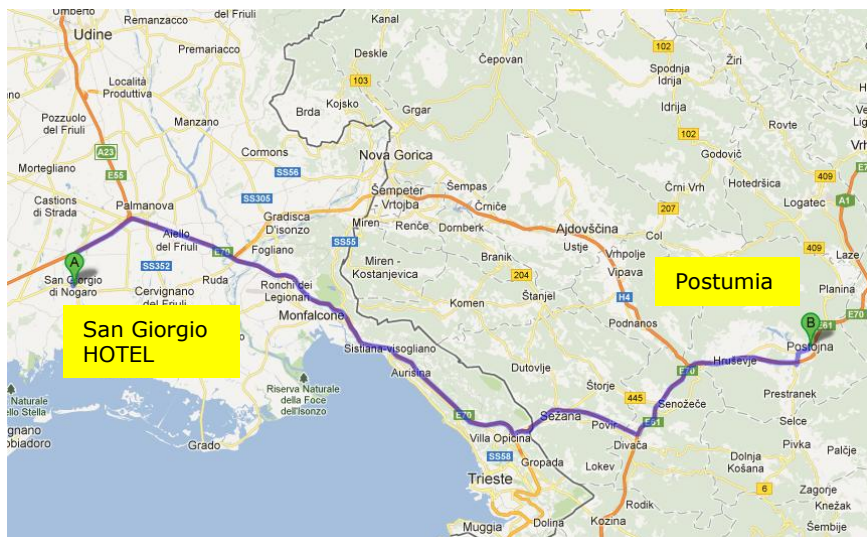 Umberto
Palmanova
Premariacco
del Friuli
Udine
Kanal
Deskle
Čepovan
102
Žiri
Spodnja
Idrija
Idrija
Rovte
Località
Produttiva
103
Kojsko
Brda
Grgar
102
Vrh
Pozzuolo
del Friuli
Manzano
Cormons
SS56
Nova Gorica
Godovič
Hotedršica
409
Logatec
A1
A23
E55
Mortegliano
SS305
Šempeter
- Vrtojba
Šempas
Črniče
Črni Vrh
207
Castions
di Strada
Palmanova
Aiello
del Friuli
Gradisca
D'isonzo
SS55
Miren
Renče
Dornberk
Ajdovščina
Col
409
E70
Fogliano
Ustje
Vrhpolje
Vipava
Planina
A
San Giorgio
di Nogaro
SS352
Cervignano
del Friuli
Ruda
Ronchi dei
Legionari
Miren -
Kostanjevica
Branik
204
Štanjel
H4
Postumia
E70
San Giorgio
HOTEL
Monfalcone
Komen
Podnanos
B
E61
Postojna
Sistiana-visogliano
Aurisina
Dutovlje
Štorje
E70
Hruševje
445
Senožeče
Prestranek
Naturale
Riserva Naturale
della Foce
dell'Isonzo
Grado
E70
Sežana
Povir
E61
Divača
Villa Opicina
SS58
Gropada
Lokev
Dolnja
Košana
Pivka
Palčje
Trieste
6
Zagorje
Rodik
Knežak
Muggia
Dolina
Kozina
Šembije